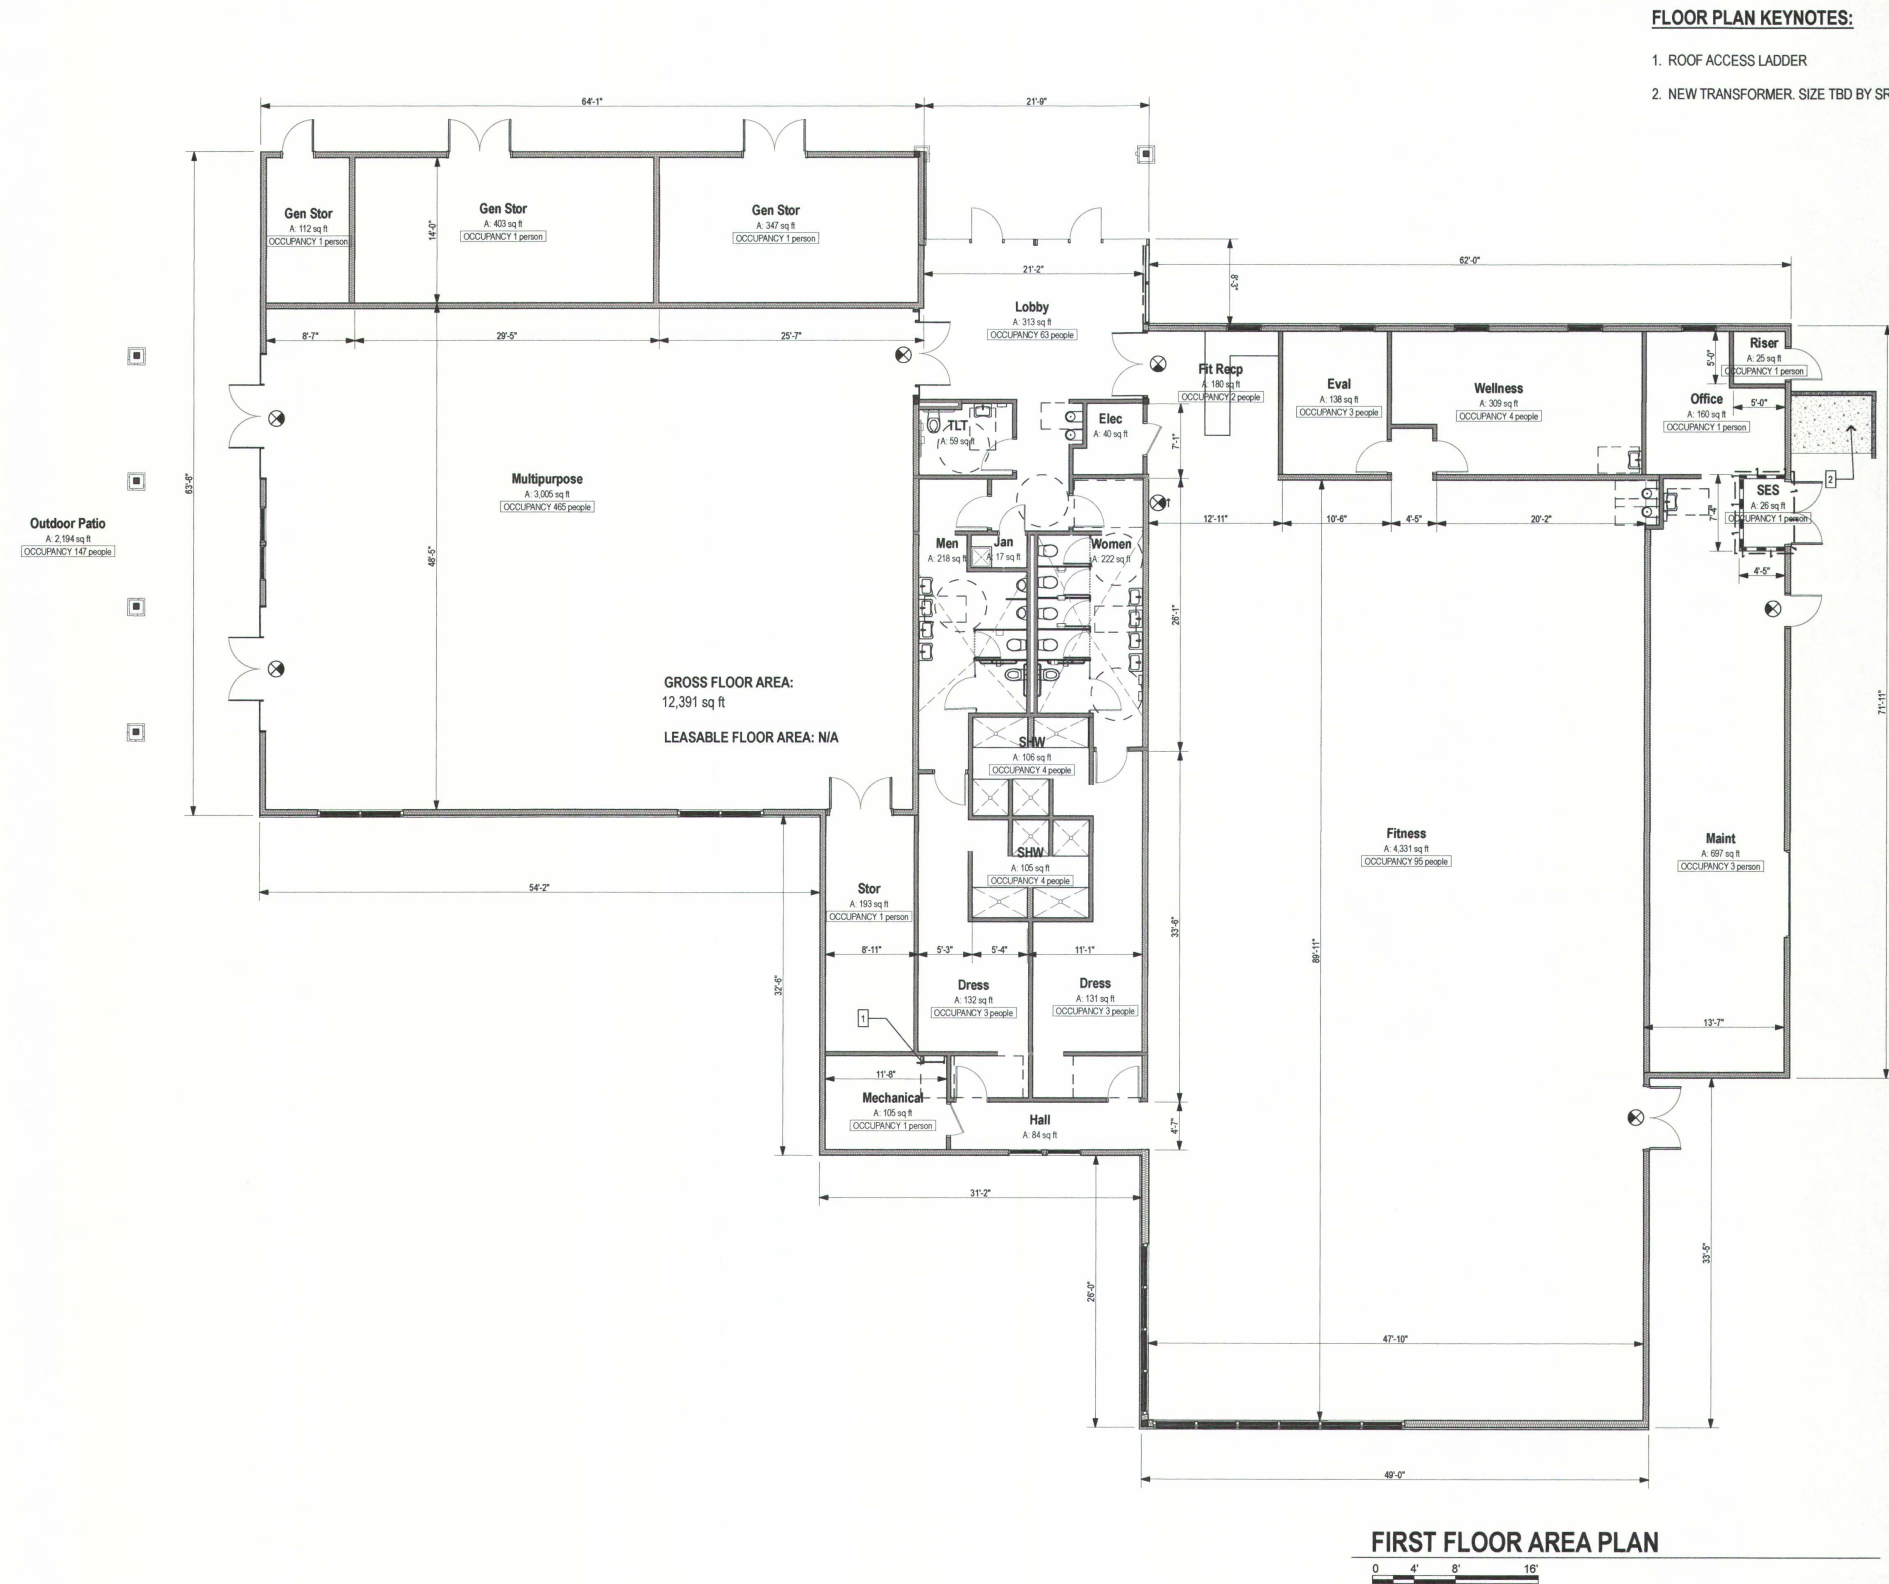 FLOOR PLAN KEYNOTES:
1. ROOF ACCESS LADDER
2. NEW TRANSFORMER. SIZE TBD BY SR
64'-1"
21'-9"
Gen Stor
A: 112 sq ft
OCCUPANCY 1 person
Gen Stor
A: 403 sq ft
OCCUPANCY 1 person
14'-0"
Gen Stor
A: 347 sq ft
OCCUPANCY 1 person
21'-2"
8'-3"
62'-0"
Lobby
A: 313 sq ft
OCCUPANCY 63 people
8'-7"
29'-5"
25'-7"
Fit Recp
A: 180 sq ft
OCCUPANCY 2 people
Eval
A: 138 sq ft
OCCUPANCY 3 people
Wellness
A: 309 sq ft
OCCUPANCY 4 people
Office
A: 160 sq ft
OCCUPANCY 1 person
Riser
A: 25 sq ft
OCCUPANCY 1 person
5'-0"
5'-0"
TLT
A: 59 sq ft
Elec
A: 40 sq ft
7'-1"
63'-6"
Multipurpose
A: 3,005 sq ft
OCCUPANCY 465 people
48'-5"
Outdoor Patio
A: 2,194 sq ft
OCCUPANCY 147 people
2
SES
A: 26 sq ft
OCCUPANCY 1 person
7'-4"
4'-5"
12'-11"
10'-6"
4'-5"
20'-2"
Men
A: 218 sq ft
Jan
A: 17 sq ft
Women
A: 222 sq ft
26'-1"
71'-11"
GROSS FLOOR AREA:
12,391 sq ft
LEASABLE FLOOR AREA: N/A
SHW
A: 106 sq ft
OCCUPANCY 4 people
SHW
A: 105 sq ft
OCCUPANCY 4 people
Fitness
A: 4,331 sq ft
OCCUPANCY 95 people
Maint
A: 697 sq ft
OCCUPANCY 3 person
54'-2"
Stor
A: 193 sq ft
OCCUPANCY 1 person
8'-11"
5'-3"
5'-4"
11'-1"
33'-6"
89'-11"
32'-6"
Dress
A: 132 sq ft
OCCUPANCY 3 people
Dress
A: 131 sq ft
OCCUPANCY 3 people
1
13'-7"
11'-8"
Mechanical
A: 105 sq ft
OCCUPANCY 1 person
Hall
A: 84 sq ft
4'-7"
31'-2"
26'-0"
33'-5"
47'-10"
49'-0"
FIRST FLOOR AREA PLAN
0 4' 8' 16'